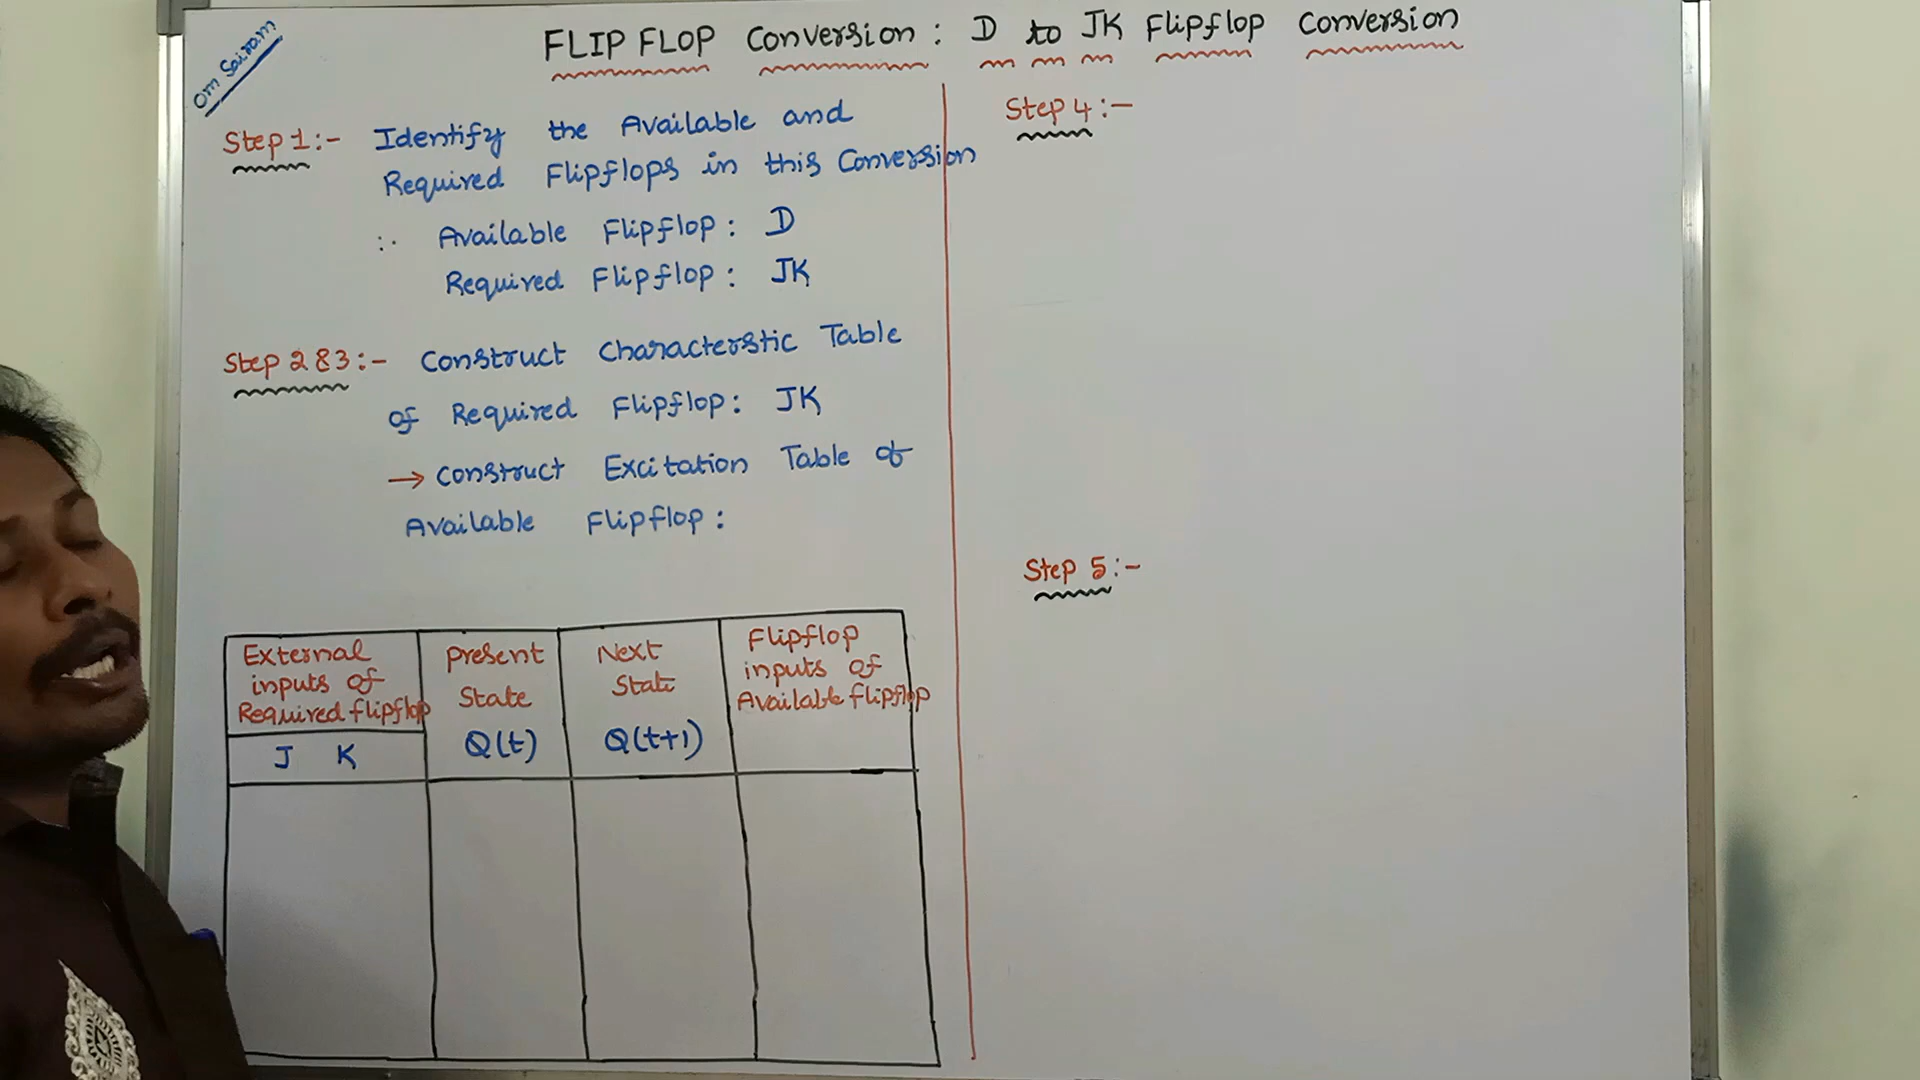 FLIP FLOP Conversion : D to JK Flipflop Conversion
Om Sairam
Step 1 :- Identify the Available and
Required Flipflops in this Conversion
∴ Available Flipflop : D
Required Flipflop : JK
Step 2 & 3 :- Construct Characterstic Table
of Required Flipflop : JK
→ Construct Excitation Table of
Available Flipflop :
External
inputs of
Required flipflop
J K
Present
State
Q(t)
Next
State
Q(t+1)
Flipflop
inputs of
Available flipflop
Step 4 :-
Step 5 :-